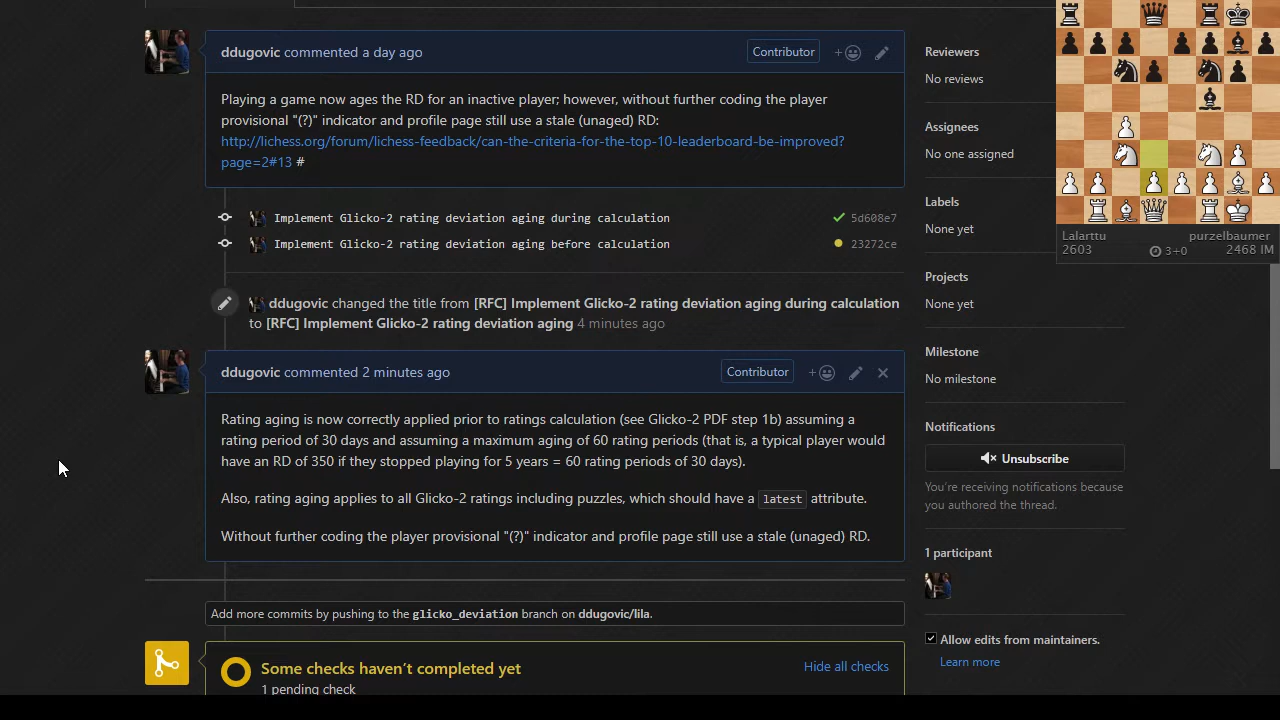 ddugovic commented a day ago
Contributor
Playing a game now ages the RD for an inactive player; however, without further coding the player
provisional "(?)" indicator and profile page still use a stale (unaged) RD:
http://lichess.org/forum/lichess-feedback/can-the-criteria-for-the-top-10-leaderboard-be-improved?
page=2#13 #
Implement Glicko-2 rating deviation aging during calculation
5d608e7
Implement Glicko-2 rating deviation aging before calculation
23272ce
ddugovic changed the title from [RFC] Implement Glicko-2 rating deviation aging during calculation
to [RFC] Implement Glicko-2 rating deviation aging 4 minutes ago
ddugovic commented 2 minutes ago
Contributor
Rating aging is now correctly applied prior to ratings calculation (see Glicko-2 PDF step 1b) assuming a
rating period of 30 days and assuming a maximum aging of 60 rating periods (that is, a typical player would
have an RD of 350 if they stopped playing for 5 years = 60 rating periods of 30 days).
Also, rating aging applies to all Glicko-2 ratings including puzzles, which should have a latest attribute.
Without further coding the player provisional "(?)" indicator and profile page still use a stale (unaged) RD.
Add more commits by pushing to the glicko_deviation branch on ddugovic/lila.
Some checks haven't completed yet
Hide all checks
1 pending check
Reviewers
No reviews
Assignees
No one assigned
Labels
None yet
Projects
None yet
Milestone
No milestone
Notifications
Unsubscribe
You're receiving notifications because
you authored the thread.
1 participant
Allow edits from maintainers.
Learn more
Lalarttu
purzelbaumer
2603
3+0
2468 IM